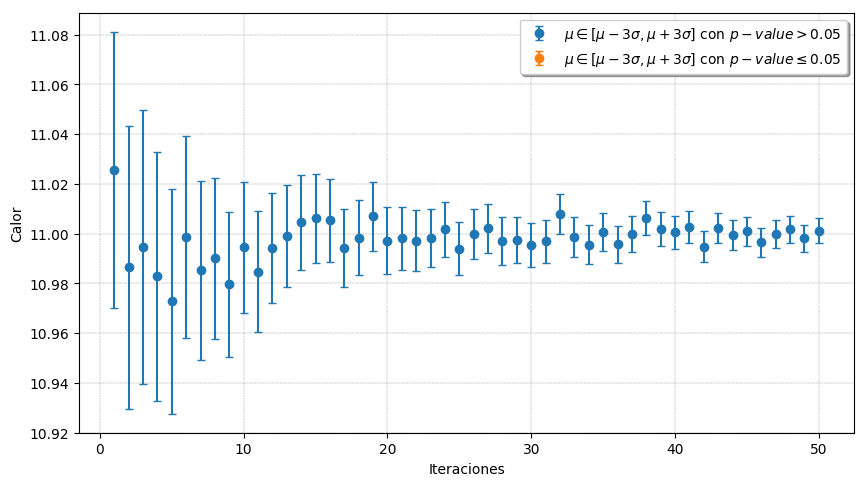 μ ∈ [μ − 3σ, μ + 3σ] con p − value > 0.05
μ ∈ [μ − 3σ, μ + 3σ] con p − value ≤ 0.05
11.08
11.06
11.04
11.02
11.00
10.98
10.96
10.94
10.92
Calor
0 10 20 30 40 50
Iteraciones